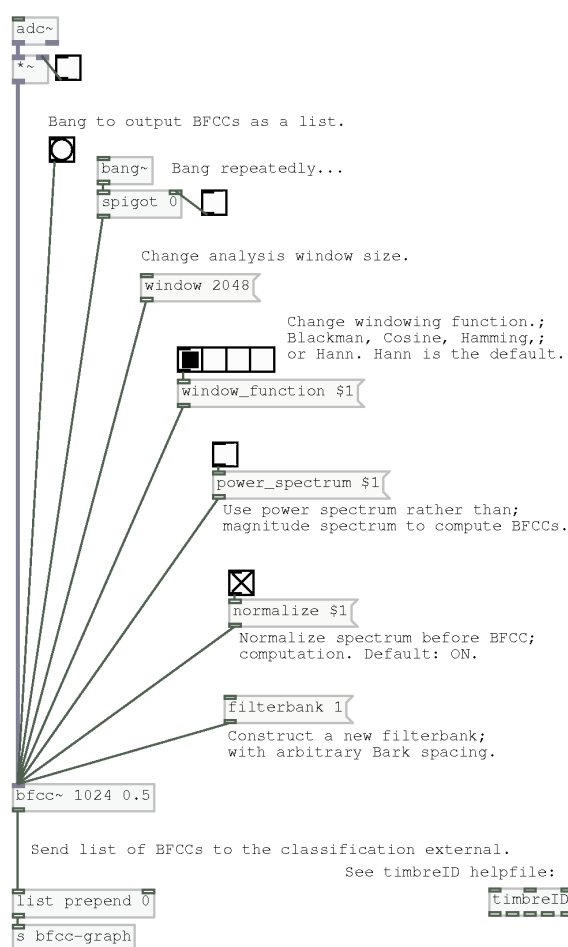 adc~
*~
Bang to output BFCCs as a list.
bang~
Bang repeatedly...
spigot 0
Change analysis window size.
window 2048
Change windowing function.;
Blackman, Cosine, Hamming,;
or Hann. Hann is the default.
window_function $1
power_spectrum $1
Use power spectrum rather than;
magnitude spectrum to compute BFCCs.
normalize $1
Normalize spectrum before BFCC;
computation. Default: ON.
filterbank 1
Construct a new filterbank;
with arbitrary Bark spacing.
bfcc~ 1024 0.5
Send list of BFCCs to the classification external.
See timbreID helpfile:
list prepend 0
timbreID
s bfcc-graph